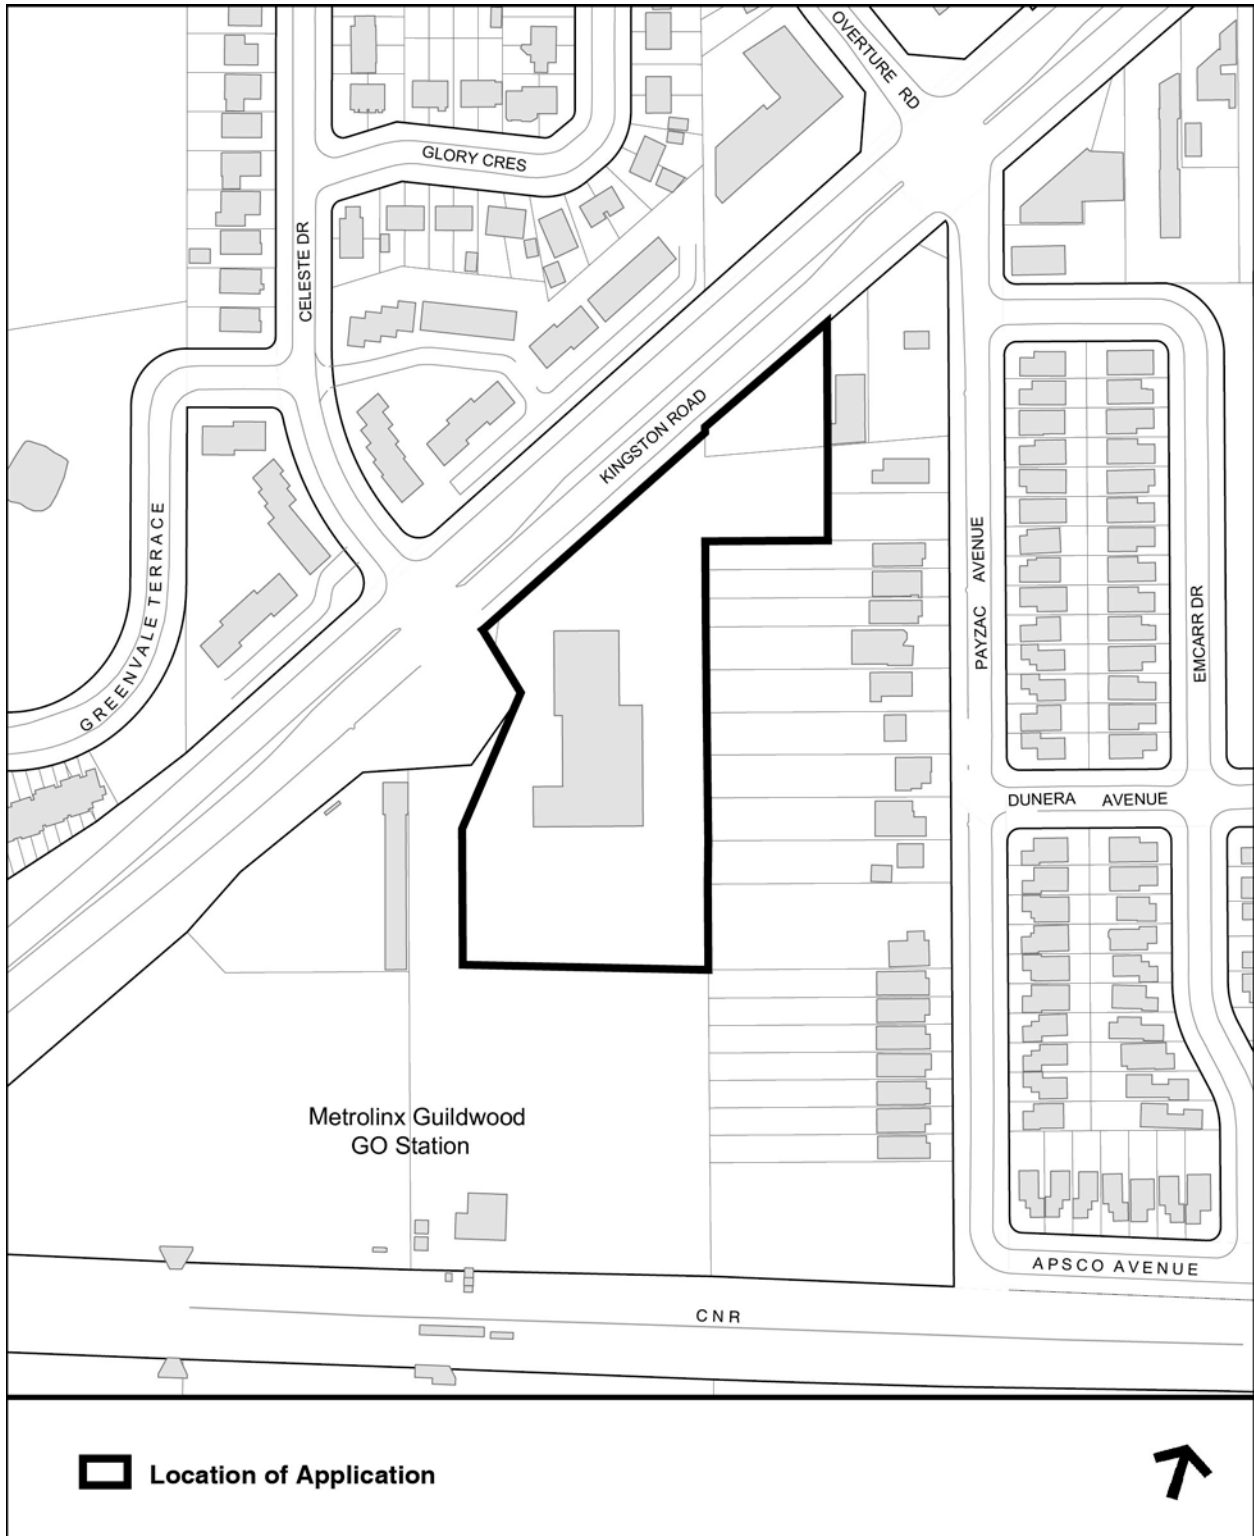 OVERTURE RD
GLORY CRES
CELESTE DR
KINGSTON ROAD
GREENVALE TERRACE
PAYZAC AVENUE
EMCARR DR
DUNERA AVENUE
Metrolinx Guildwood
GO Station
APSCO AVENUE
CNR
Location of Application